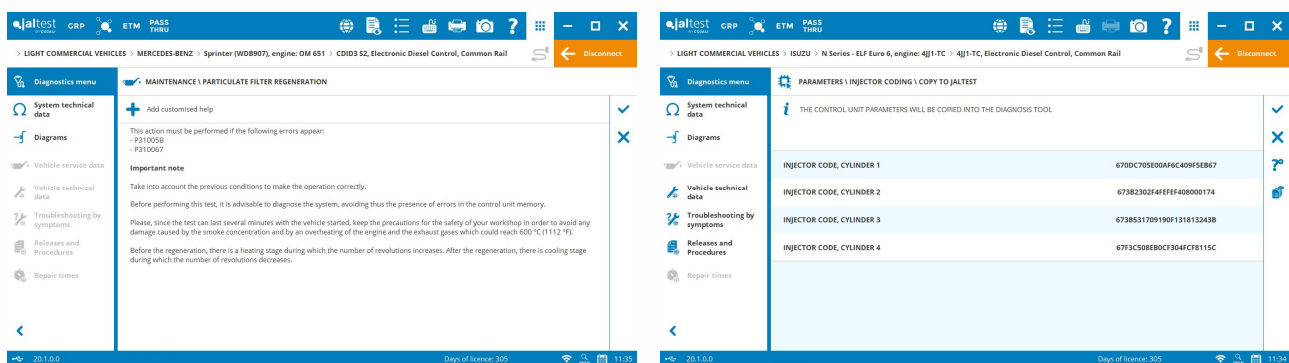 jaltest GRP ETM PASS THRU
BY COJALI
> LIGHT COMMERCIAL VEHICLES > MERCEDES-BENZ > Sprinter (WDB907), engine: OM 651 > CDID3 S2, Electronic Diesel Control, Common Rail
Disconnect
Diagnostics menu
MAINTENANCE \ PARTICULATE FILTER REGENERATION
System technical data
Add customised help
Diagrams
This action must be performed if the following errors appear:
- P31005B
- P310067
Vehicle service data
Important note
Vehicle technical data
Take into account the previous conditions to make the operation correctly.
Before performing this test, it is advisable to diagnose the system, avoiding thus the presence of errors in the control unit memory.
Troubleshooting by symptoms
Please, since the test can last several minutes with the vehicle started, keep the precautions for the safety of your workshop in order to avoid any
damage caused by the smoke concentration and by an overheating of the engine and the exhaust gases which could reach 600 °C (1112 °F).
Releases and Procedures
Before the regeneration, there is a heating stage during which the number of revolutions increases. After the regeneration, there is cooling stage
during which the number of revolutions decreases.
Repair times
20.1.0.0
Days of licence: 305
11:35
jaltest GRP ETM PASS THRU
BY COJALI
> LIGHT COMMERCIAL VEHICLES > ISUZU > N Series - ELF Euro 6, engine: 4JJ1-TC > 4JJ1-TC, Electronic Diesel Control, Common Rail
Disconnect
Diagnostics menu
PARAMETERS \ INJECTOR CODING \ COPY TO JALTEST
System technical data
THE CONTROL UNIT PARAMETERS WILL BE COPIED INTO THE DIAGNOSIS TOOL
Diagrams
Vehicle service data
INJECTOR CODE, CYLINDER 1 670DC705E00AF6C409F5EB67
Vehicle technical data
INJECTOR CODE, CYLINDER 2 673B2302F4FEFEF408000174
Troubleshooting by symptoms
INJECTOR CODE, CYLINDER 3 673B531709190F131813243B
Releases and Procedures
INJECTOR CODE, CYLINDER 4 67F3C508EB0CF304FCF8115C
Repair times
20.1.0.0
Days of licence: 305
11:34